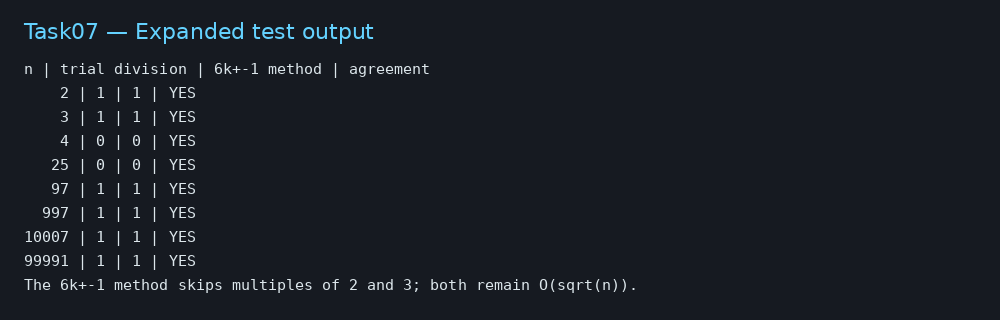 Task07 — Expanded test output
n | trial division | 6k+-1 method | agreement
2 | 1 | 1 | YES
3 | 1 | 1 | YES
4 | 0 | 0 | YES
25 | 0 | 0 | YES
97 | 1 | 1 | YES
997 | 1 | 1 | YES
10007 | 1 | 1 | YES
99991 | 1 | 1 | YES
The 6k+-1 method skips multiples of 2 and 3; both remain O(sqrt(n)).